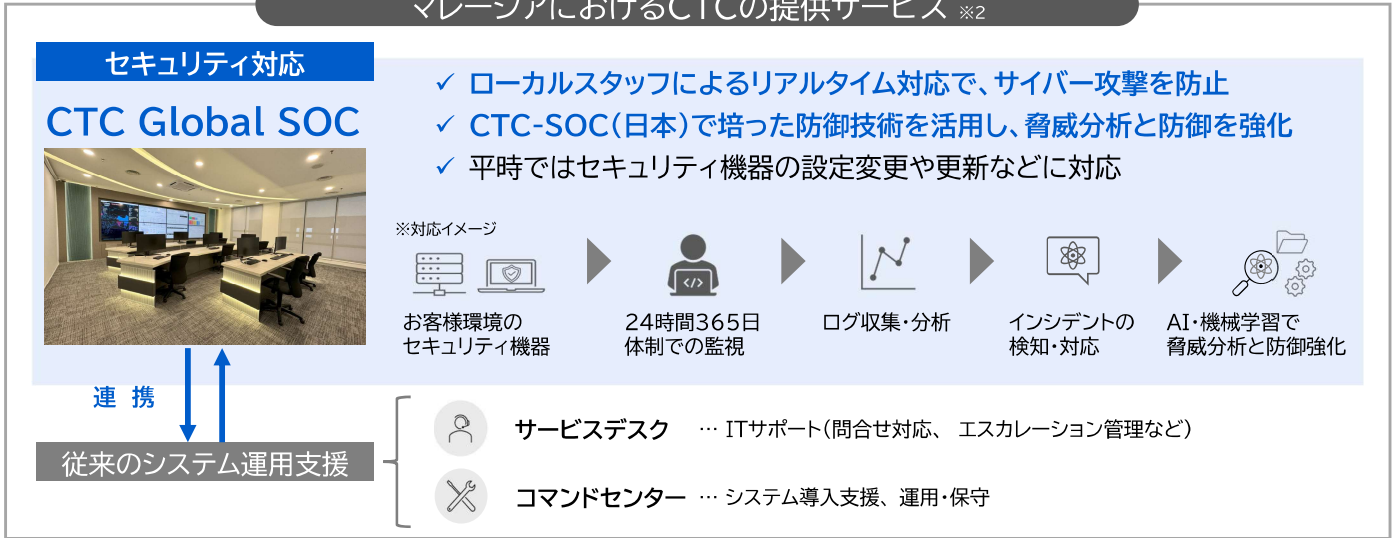 マレーシアにおけるCTCの提供サービス ※2
セキュリティ対応
CTC Global SOC
✓ ローカルスタッフによるリアルタイム対応で、サイバー攻撃を防止
✓ CTC-SOC(日本)で培った防御技術を活用し、脅威分析と防御を強化
✓ 平時ではセキュリティ機器の設定変更や更新などに対応
※対応イメージ
</>
お客様環境の
セキュリティ機器
24時間365日
体制での監視
ログ収集・分析
インシデントの
検知・対応
AI・機械学習で
脅威分析と防御強化
連 携
従来のシステム運用支援
サービスデスク … ITサポート(問合せ対応、 エスカレーション管理など)
コマンドセンター … システム導入支援、運用・保守